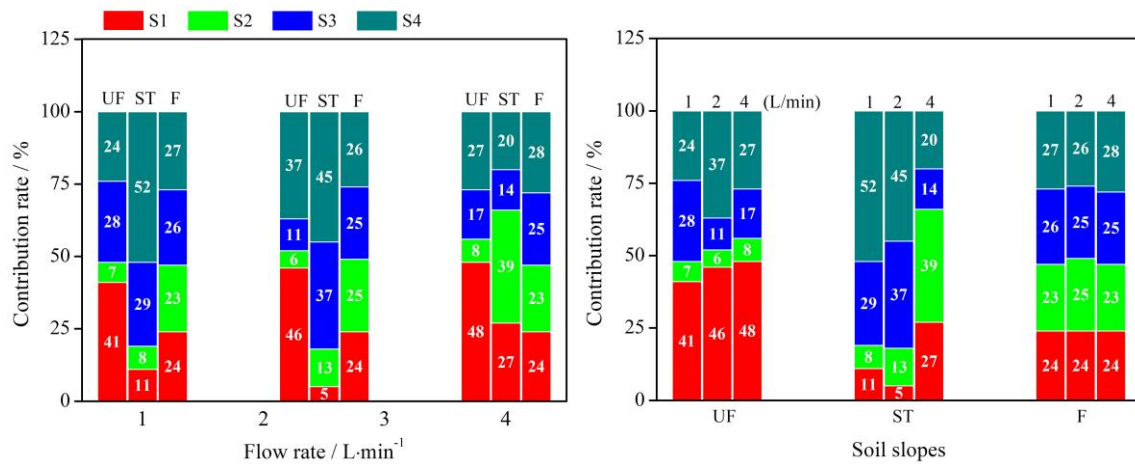 S1 S2 S3 S4
125
100
75
50
25
0
Contribution rate / %
UF ST F
24 52 27
28 29 26
7 8 23
41 11 24
UF ST F
37 45 26
11 37 25
6 13 25
46 5 24
UF ST F
27 20 28
17 14 25
8 39 23
48 27 24
1 2 3 4
Flow rate / L·min⁻¹
125
100
75
50
25
0
Contribution rate / %
1 2 4 (L/min)
24 37 27
28 11 17
7 6 8
41 46 48
1 2 4
52 45 20
29 37 14
8 13 39
11 5 27
1 2 4
27 26 28
26 25 25
23 25 23
24 24 24
UF ST F
Soil slopes